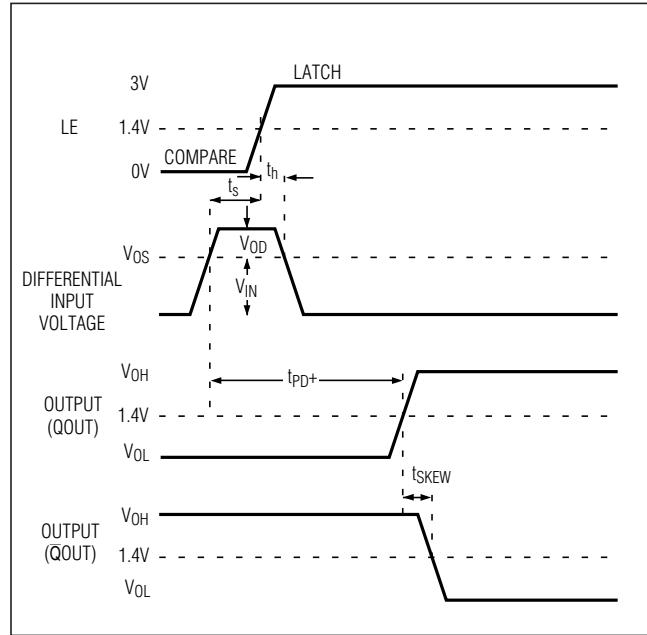 3V
LATCH
LE
1.4V
COMPARE
0V
th
ts
VOD
VOS
VIN
DIFFERENTIAL
INPUT
VOLTAGE
VOH
tPD+
OUTPUT
(QOUT)
1.4V
VOL
tSKEW
VOH
OUTPUT
(Q̅OUT)
1.4V
VOL